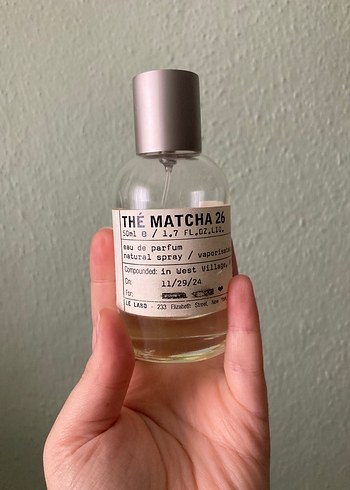 THÉ MATCHA 26
50ml ℮ / 1.7 FL.OZ.LIQ.
eau de parfum
natural spray / vaporisate
Compounded: in West Village,
On: 11/29/24
For: ♥
LE LABO - 233 Elizabeth Street, New York